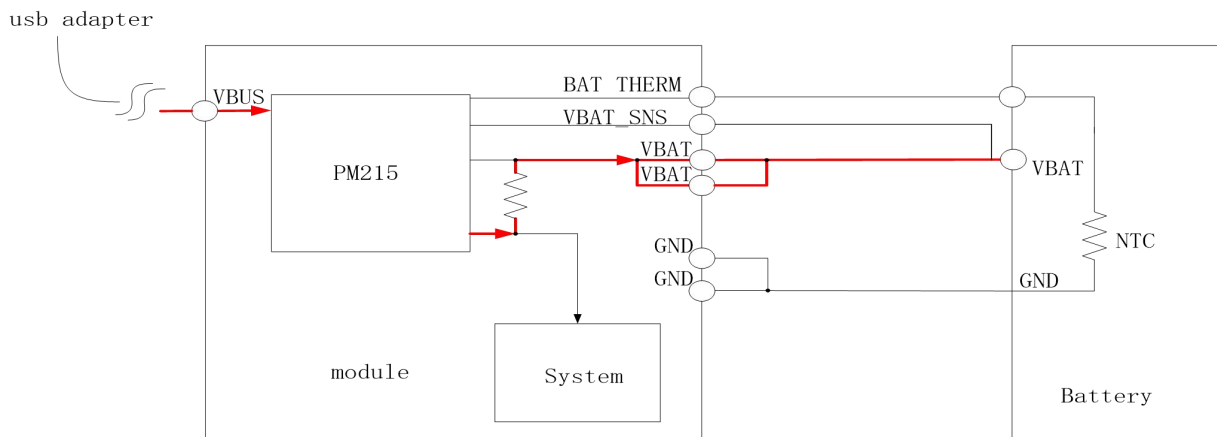 usb adapter
VBUS
BAT THERM
VBAT_SNS
VBAT
VBAT
PM215
VBAT
NTC
GND
GND
GND
module
System
Battery